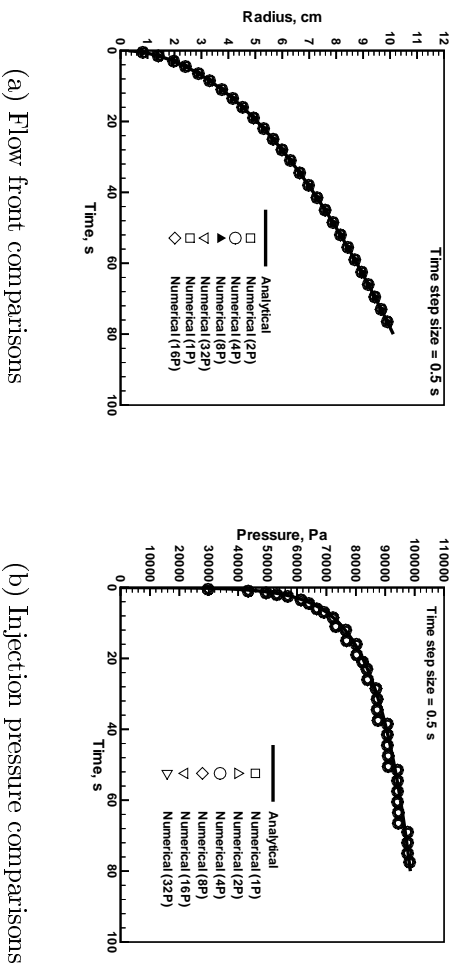 Time step size = 0.5 s
Radius, cm
0 1 2 3 4 5 6 7 8 9 10 11 12
Analytical
Numerical (2P)
Numerical (4P)
Numerical (8P)
Numerical (32P)
Numerical (1P)
Numerical (16P)
0 20 40 60 80 100
Time, s
(a) Flow front comparisons
Time step size = 0.5 s
Pressure, Pa
0 10000 20000 30000 40000 50000 60000 70000 80000 90000 100000 110000
Analytical
Numerical (1P)
Numerical (2P)
Numerical (4P)
Numerical (8P)
Numerical (16P)
Numerical (32P)
0 20 40 60 80 100
Time, s
(b) Injection pressure comparisons